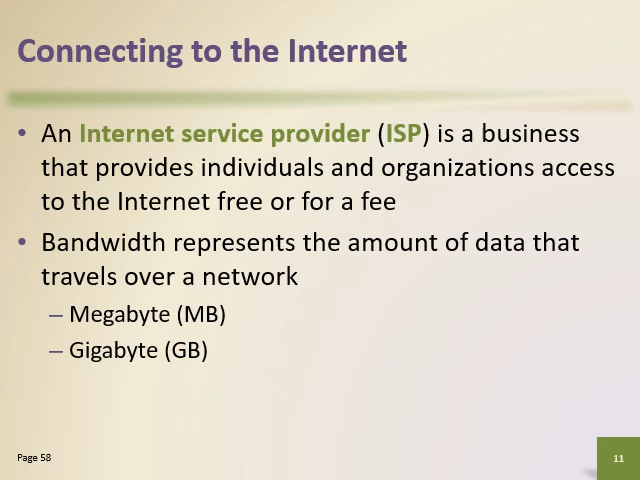 Connecting to the Internet
• An Internet service provider (ISP) is a business
that provides individuals and organizations access
to the Internet free or for a fee
• Bandwidth represents the amount of data that
travels over a network
– Megabyte (MB)
– Gigabyte (GB)
Page 58
11